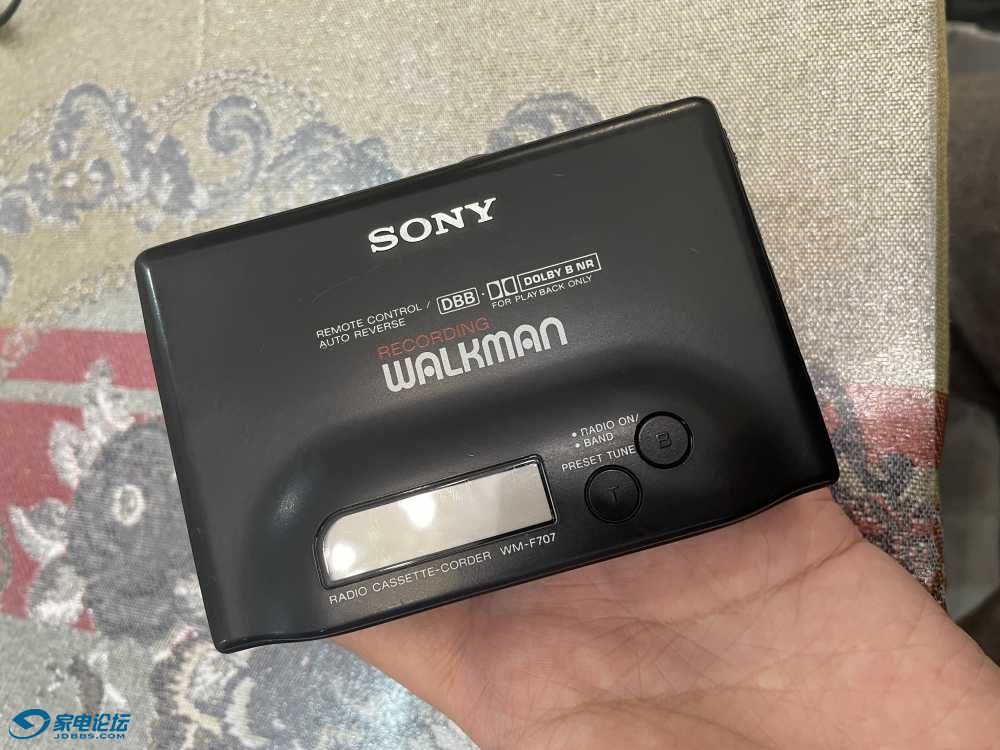 SONY
REMOTE CONTROL / DBB · DOLBY B NR
AUTO REVERSE FOR PLAYBACK ONLY
RECORDING
WALKMAN
• RADIO ON/
• BAND
B
PRESET TUNE
T
RADIO CASSETTE-CORDER WM-F707
家电论坛
JDBBS.COM